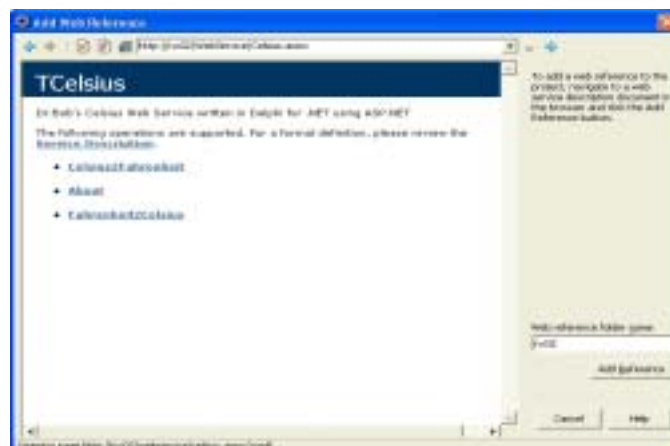 Add Web Reference
TCelsius
Dr Bob's Celsius Web Service written in Delphi for .NET using ASP.NET
The following operations are supported. For a formal definition, please review the
Service Description.
Celsius2Fahrenheit
About
Fahrenheit2Celsius
To add a web reference to the
project, navigate to a web
service description document in
the browser and click the Add
Reference button.
Web reference folder name
Add Reference
Cancel
Help